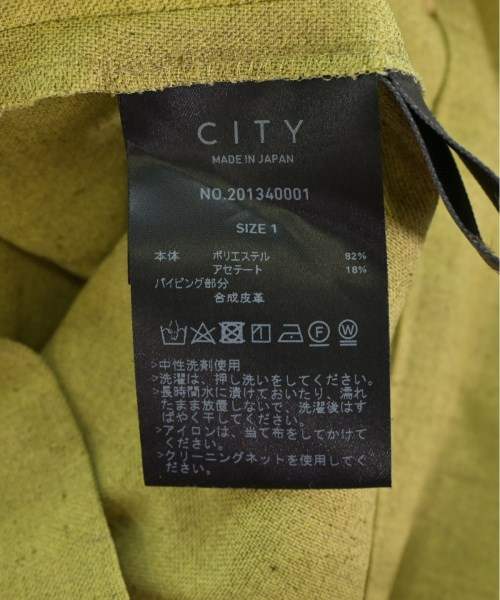 CITY
MADE IN JAPAN
NO.201340001
SIZE 1
本体 ポリエステル 82%
アセテート 18%
パイピング部分
合成皮革
F W
>中性洗剤使用
>洗濯は、押し洗いをしてください。
>長時間水に漬けておいたり、濡れ
たまま放置しないで、洗濯後はす
ばやく干してください。
>アイロンは、当て布をしてかけて
ください。
>クリーニングネットを使用してく
ださい。